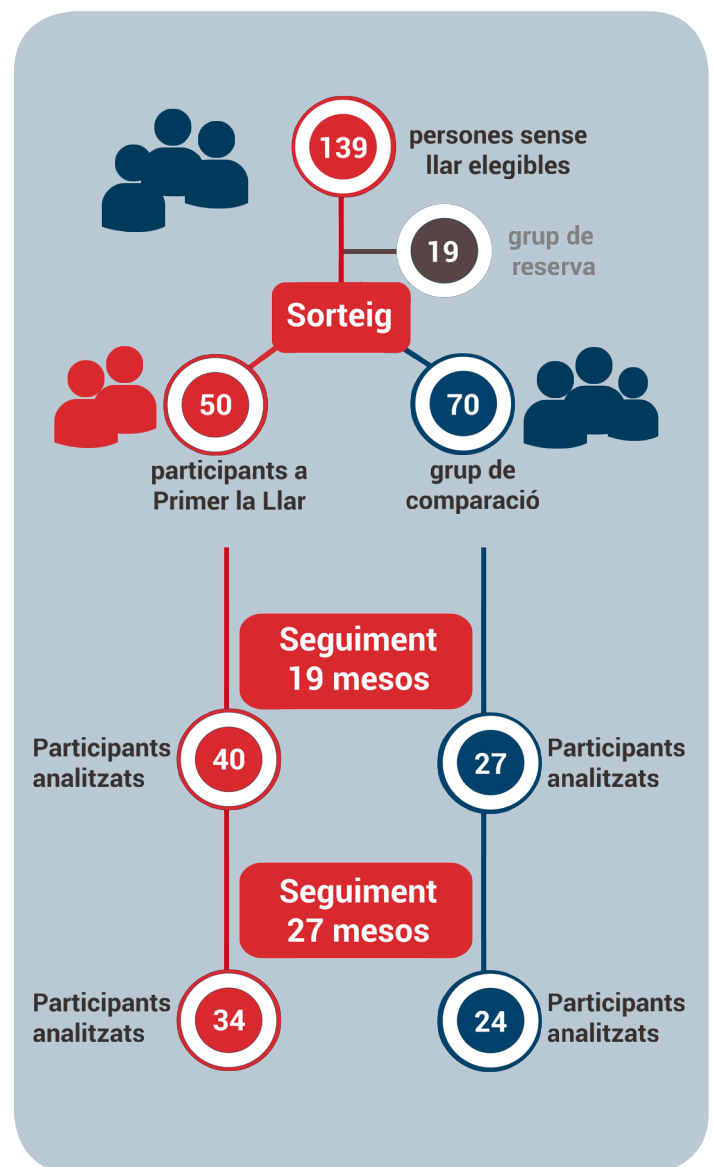 139
persones sense
llar elegibles
19
grup de
reserva
Sorteig
50
70
participants a
Primer la Llar
grup de
comparació
Seguiment
19 mesos
Participants
analitzats
40
27
Participants
analitzats
Seguiment
27 mesos
Participants
analitzats
34
24
Participants
analitzats